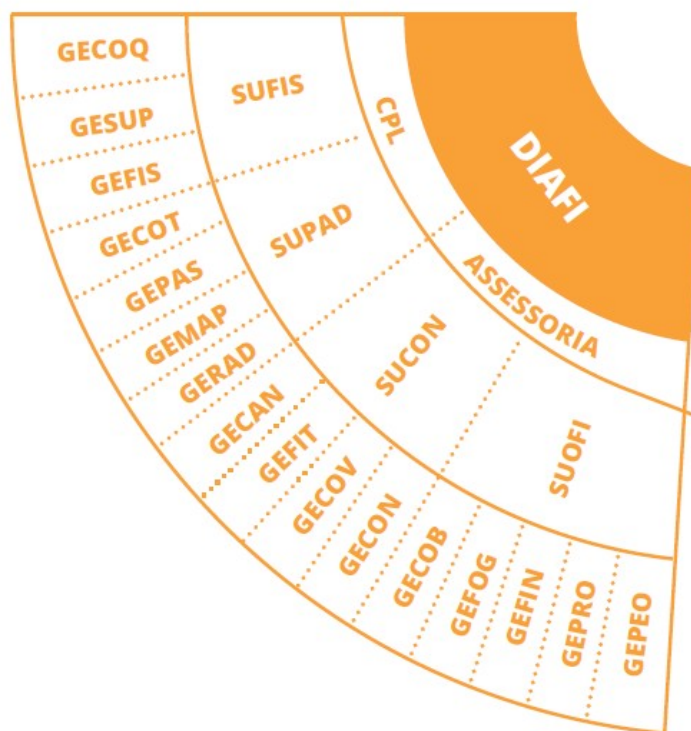 GECOQ
GESUP
GEFIS
GECOT
GEPAS
GEMAP
GERAD
GECAN
GEFIT
GECOV
GECON
GECOB
GEFOG
GEFIN
GEPRO
GEPEO
SUFIS
SUPAD
SUCON
SUOFI
CPL
ASSESSORIA
DIAFI